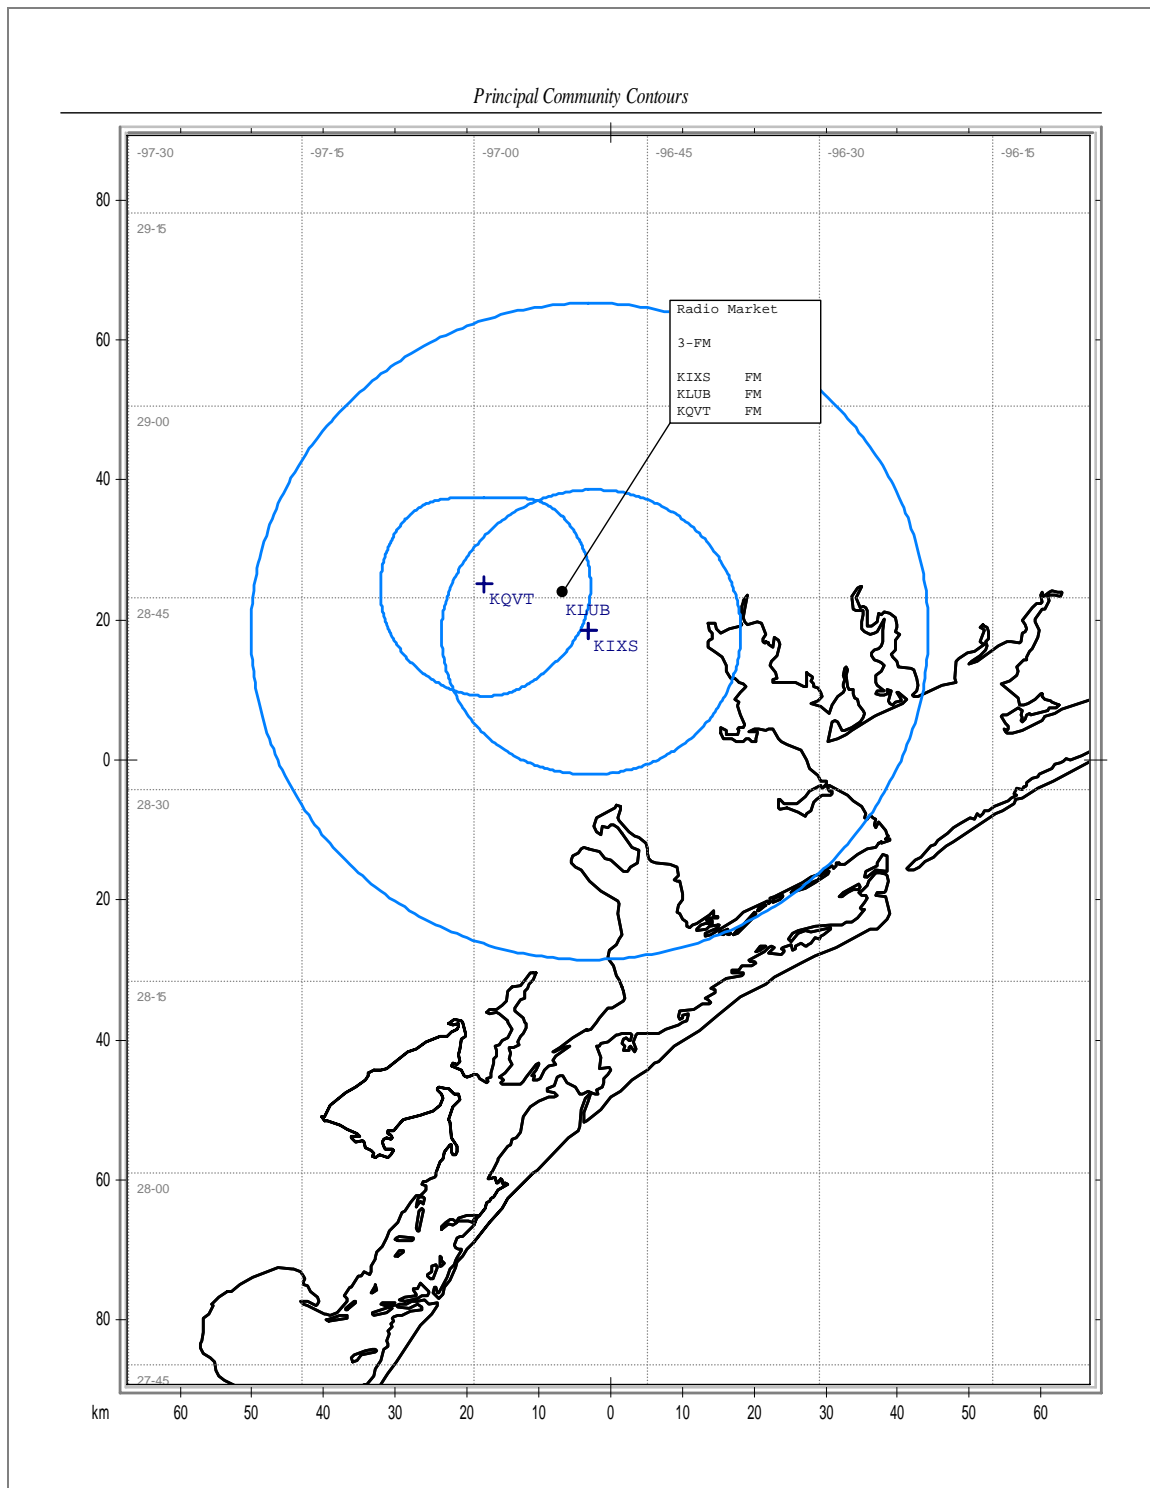 Principal Community Contours
-97-30 -97-15 -97-00 -96-45 -96-30 -96-15
80
29-15
60
Radio Market
3-FM
KIXS FM
KLUB FM
KQVT FM
29-00
40
KQVT
28-45
KLUB
20
KIXS
0
28-30
20
28-15
40
60
28-00
80
27-45
km 60 50 40 30 20 10 0 10 20 30 40 50 60